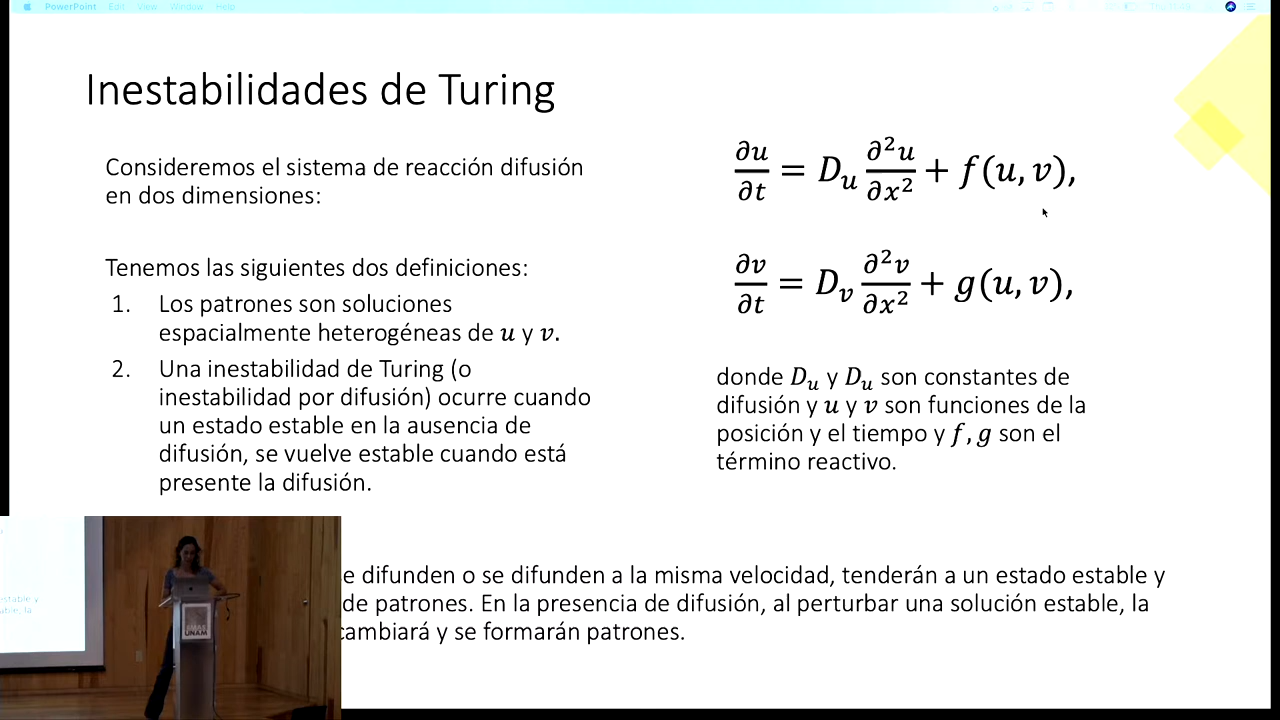 PowerPoint Edit View Window Help
Inestabilidades de Turing
Consideremos el sistema de reacción difusión
en dos dimensiones:
Tenemos las siguientes dos definiciones:
1. Los patrones son soluciones
espacialmente heterogéneas de u y v.
2. Una inestabilidad de Turing (o
inestabilidad por difusión) ocurre cuando
un estado estable en la ausencia de
difusión, se vuelve estable cuando está
presente la difusión.
∂u/∂t = D_u ∂²u/∂x² + f(u, v),
∂v/∂t = D_v ∂²v/∂x² + g(u, v),
donde D_u y D_u son constantes de
difusión y u y v son funciones de la
posición y el tiempo y f, g son el
término reactivo.
se difunden o se difunden a la misma velocidad, tenderán a un estado estable y
de patrones. En la presencia de difusión, al perturbar una solución estable, la
cambiará y se formarán patrones.
UNAM